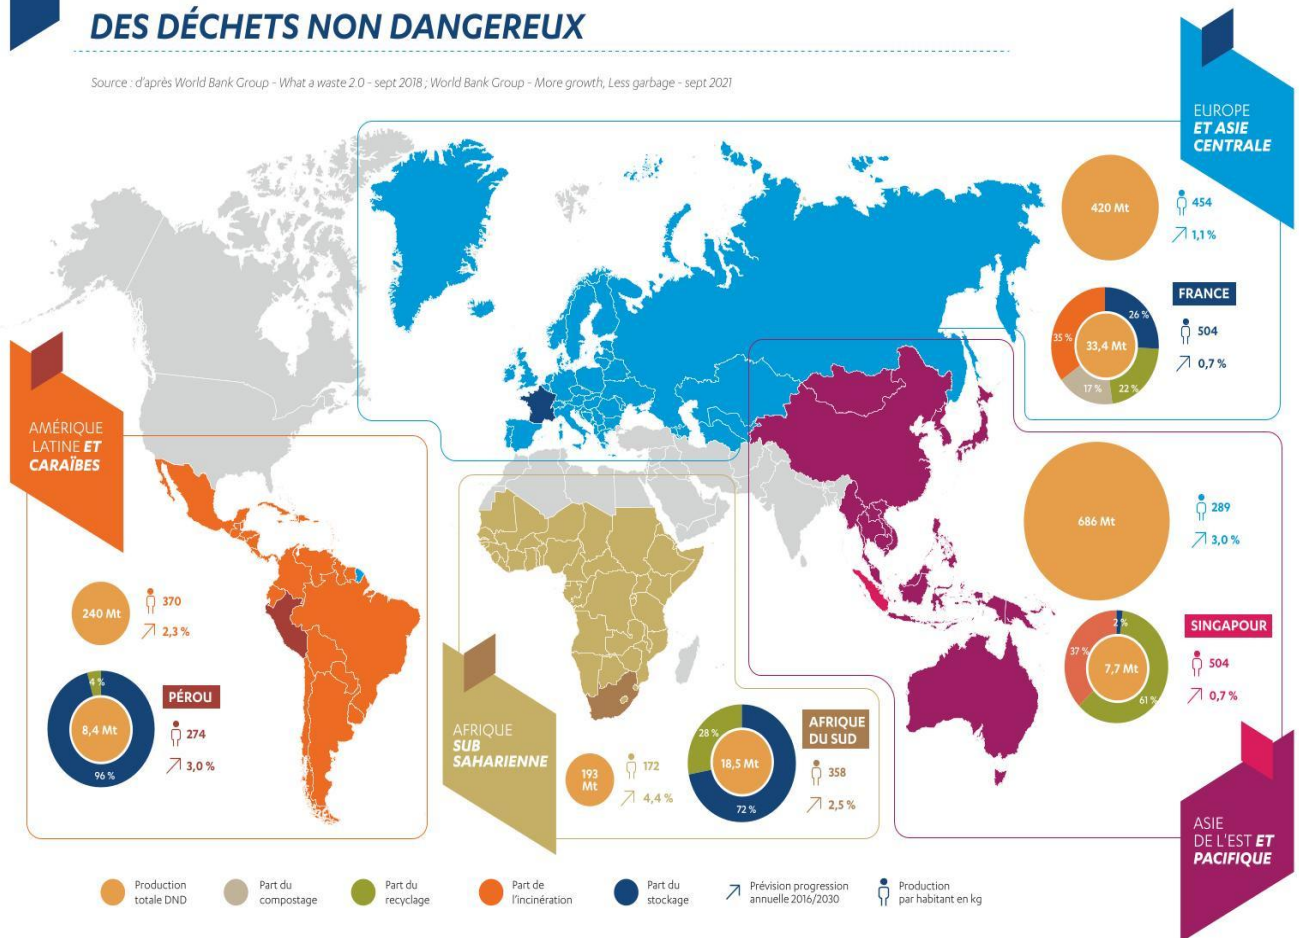 DES DÉCHETS NON DANGEREUX
Source : d'après World Bank Group - What a waste 2.0 - sept 2018 ; World Bank Group - More growth, Less garbage - sept 2021
EUROPE
ET ASIE
CENTRALE
420 Mt
454
1,1 %
FRANCE
26 %
35 %
33,4 Mt
17 %
22 %
504
0,7 %
AMÉRIQUE
LATINE ET
CARAÏBES
240 Mt
370
2,3 %
PÉROU
4 %
8,4 Mt
96 %
274
3,0 %
AFRIQUE
SUB
SAHARIENNE
193
Mt
172
4,4 %
28 %
18,5 Mt
72 %
AFRIQUE
DU SUD
358
2,5 %
686 Mt
289
3,0 %
SINGAPOUR
2 %
37 %
7,7 Mt
61 %
504
0,7 %
ASIE
DE L'EST ET
PACIFIQUE
Production
totale DND
Part du
compostage
Part du
recyclage
Part de
l'incinération
Part du
stockage
Prévision progression
annuelle 2016/2030
Production
par habitant en kg